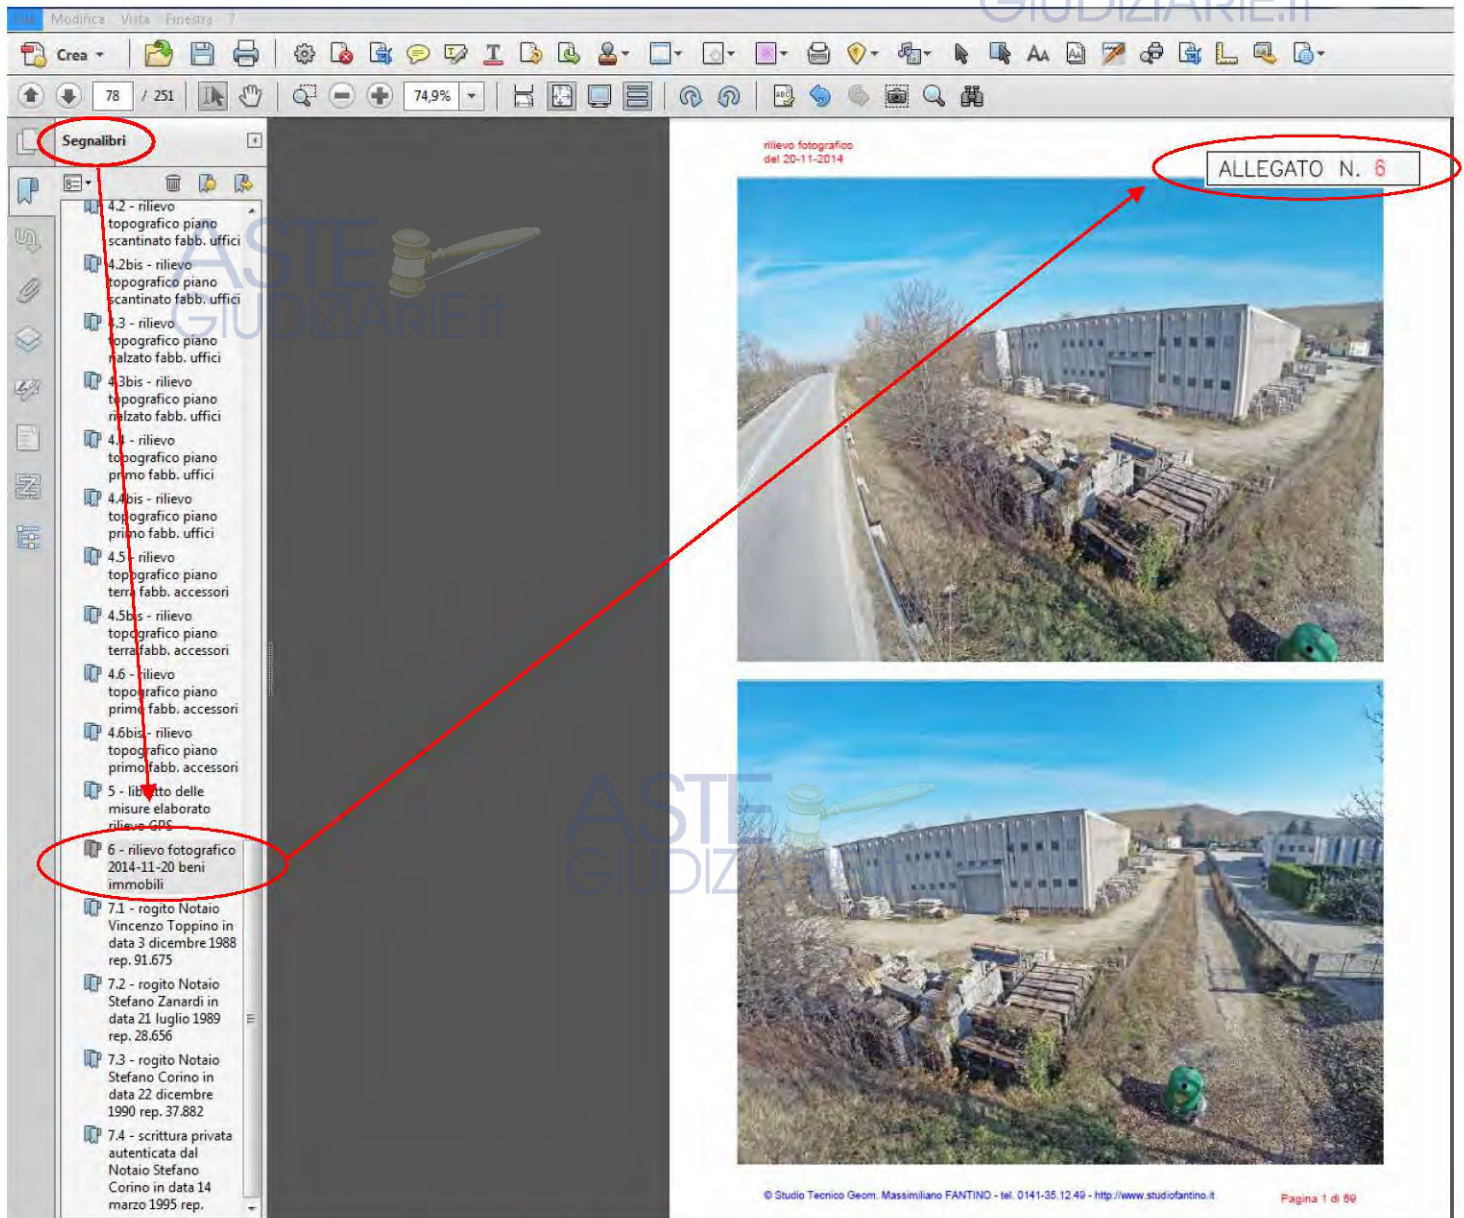 File Modifica Vista Finestra ?
GIUDIZIARIE.it
Crea
78 / 251
74,9%
Segnalibri
4.2 - rilievo
topografico piano
scantinato fabb. uffici
4.2bis - rilievo
topografico piano
scantinato fabb. uffici
4.3 - rilievo
topografico piano
rialzato fabb. uffici
4.3bis - rilievo
topografico piano
rialzato fabb. uffici
4.4 - rilievo
topografico piano
primo fabb. uffici
4.4bis - rilievo
topografico piano
primo fabb. uffici
4.5 - rilievo
topografico piano
terra fabb. accessori
4.5bis - rilievo
topografico piano
terra fabb. accessori
4.6 - rilievo
topografico piano
primo fabb. accessori
4.6bis - rilievo
topografico piano
primo fabb. accessori
5 - libretto delle
misure elaborato
rilievo GPS
6 - rilievo fotografico
2014-11-20 beni
immobili
7.1 - rogito Notaio
Vincenzo Toppino in
data 3 dicembre 1988
rep. 91.675
7.2 - rogito Notaio
Stefano Zanardi in
data 21 luglio 1989
rep. 28.656
7.3 - rogito Notaio
Stefano Corino in
data 22 dicembre
1990 rep. 37.882
7.4 - scrittura privata
autenticata dal
Notaio Stefano
Corino in data 14
marzo 1995 rep.
ASTE
GIUDIZIARIE.it
rilievo fotografico
del 20-11-2014
ALLEGATO N. 6
ASTE
GIUDIZIARIE.it
© Studio Tecnico Geom. Massimiliano FANTINO - tel. 0141-35.12.49 - http://www.studiofantino.it
Pagina 1 di 69